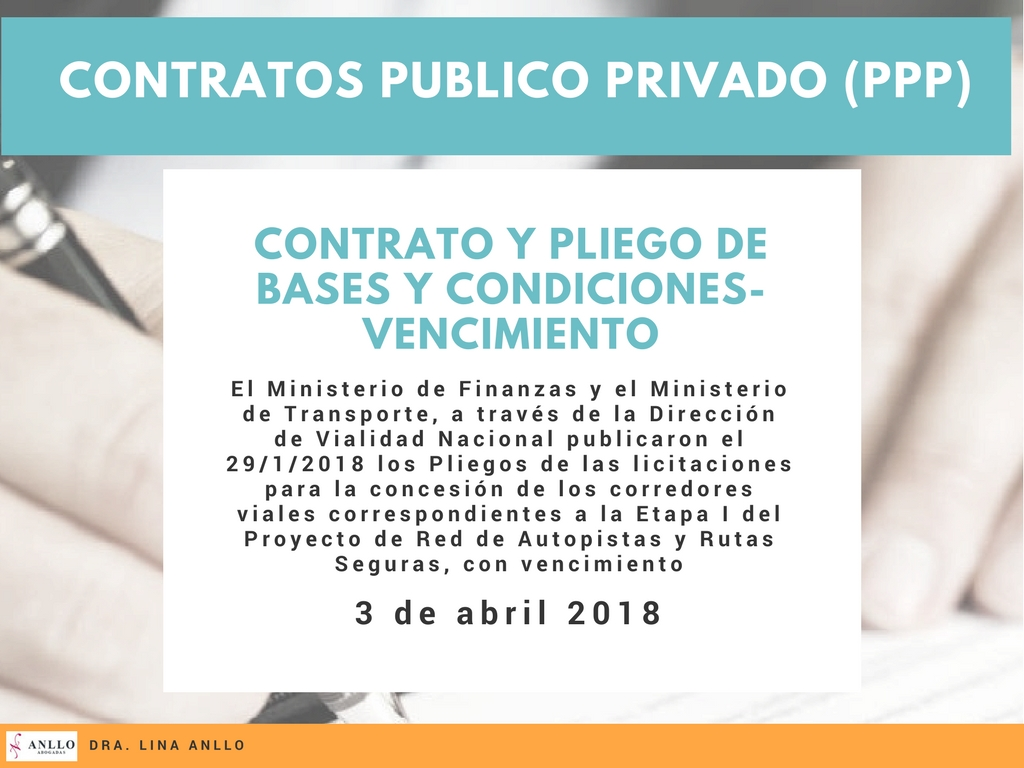 CONTRATOS PUBLICO PRIVADO (PPP)
CONTRATO Y PLIEGO DE
BASES Y CONDICIONES-
VENCIMIENTO
El Ministerio de Finanzas y el Ministerio
de Transporte, a través de la Dirección
de Vialidad Nacional publicaron el
29/1/2018 los Pliegos de las licitaciones
para la concesión de los corredores
viales correspondientes a la Etapa I del
Proyecto de Red de Autopistas y Rutas
Seguras, con vencimiento
3 de abril 2018
ANLLO
ABOGADAS
DRA. LINA ANLLO